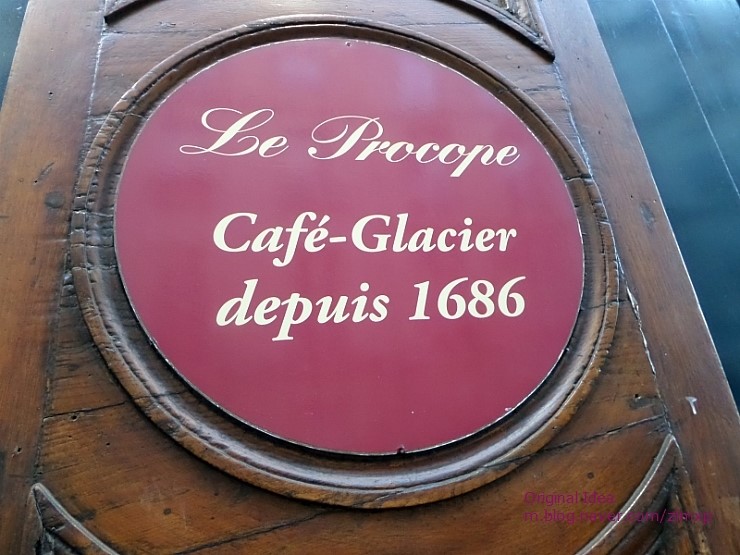 Le Procope
Café-Glacier
depuis 1686
Original Idea